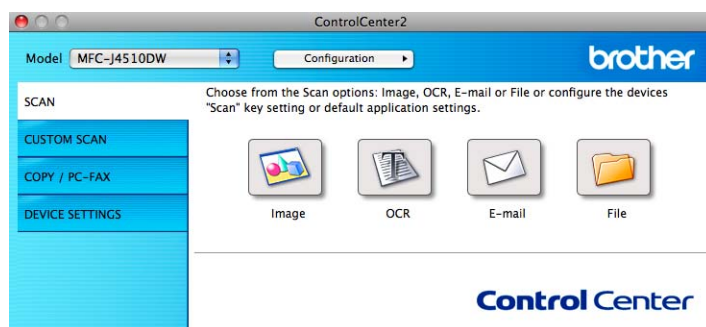 ControlCenter2
Model MFC-J4510DW Configuration brother
SCAN
CUSTOM SCAN
COPY / PC-FAX
DEVICE SETTINGS
Choose from the Scan options: Image, OCR, E-mail or File or configure the devices
"Scan" key setting or default application settings.
Image OCR E-mail File
Control Center